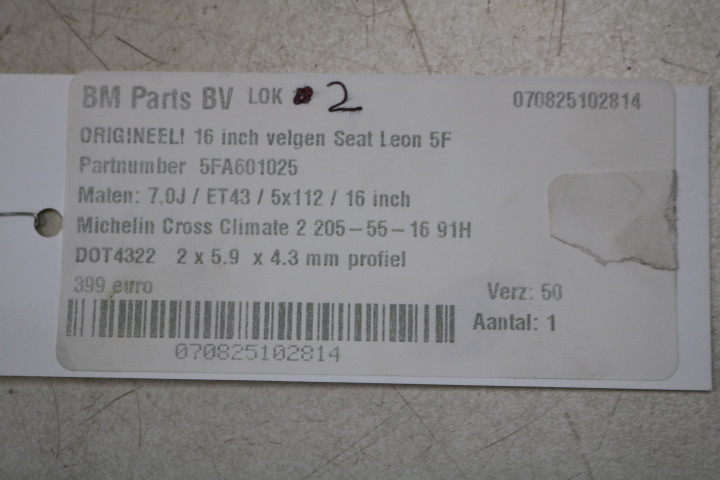 BM Parts BV LOK 2 070825102814
ORIGINEEL! 16 inch velgen Seat Leon 5F
Partnumber 5FA601025
Maten: 7.0J / ET43 / 5x112 / 16 inch
Michelin Cross Climate 2 205-55-16 91H
DOT4322 2 x 5.9 x 4.3 mm profiel
399 euro Verz: 50
Aantal: 1
070825102814